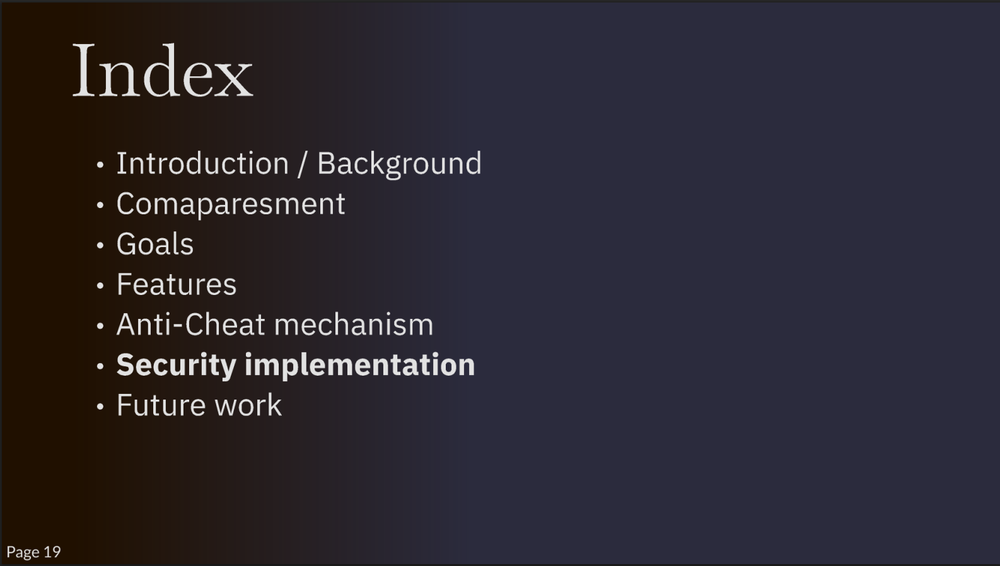 Index
• Introduction / Background
• Comaparesment
• Goals
• Features
• Anti-Cheat mechanism
• Security implementation
• Future work
Page 19